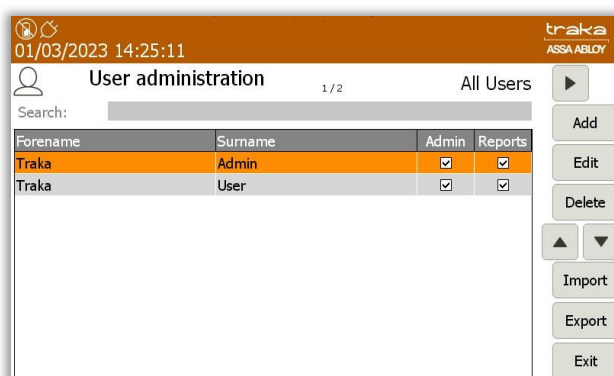 traka
ASSA ABLOY
01/03/2023 14:25:11
User administration 1/2 All Users
Search:
Forename Surname Admin Reports
Traka Admin
Traka User
Add
Edit
Delete
Import
Export
Exit